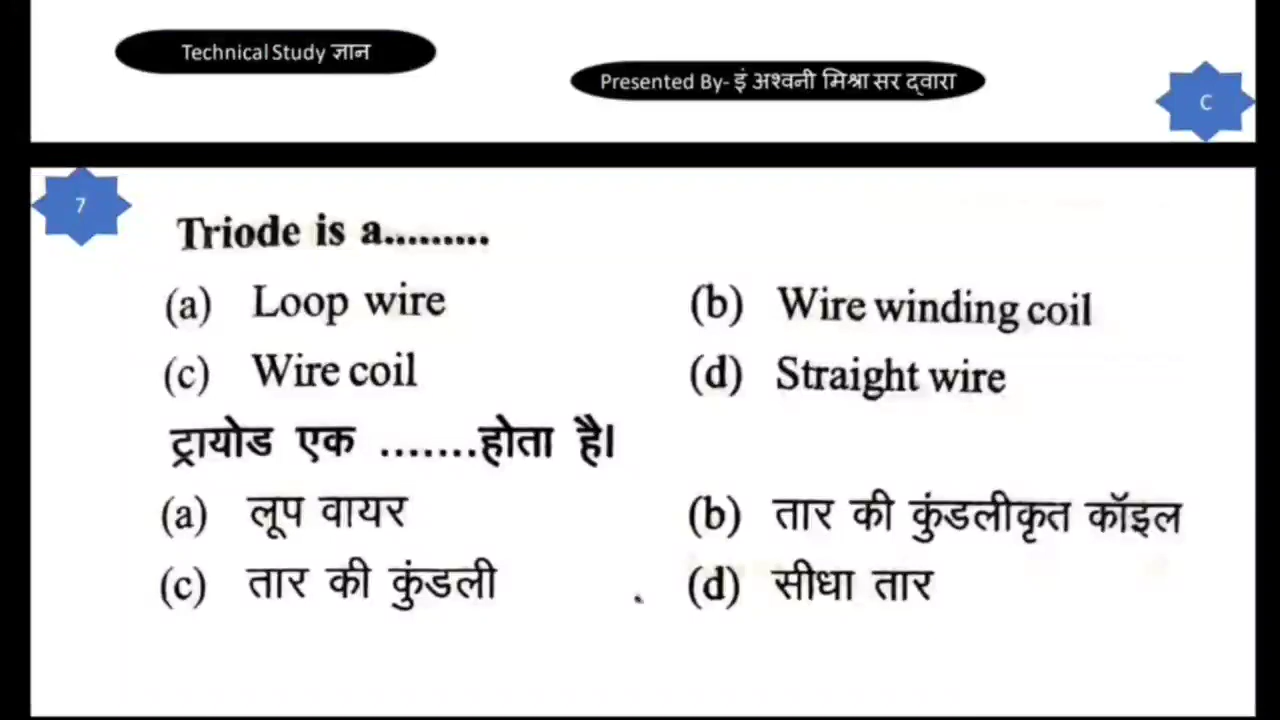 Technical Study ज्ञान
Presented By- इं अश्वनी मिश्रा सर द्वारा
C
7
Triode is a.........
(a) Loop wire (b) Wire winding coil
(c) Wire coil (d) Straight wire
ट्रायोड एक .......होता है।
(a) लूप वायर (b) तार की कुंडलीकृत कॉइल
(c) तार की कुंडली (d) सीधा तार